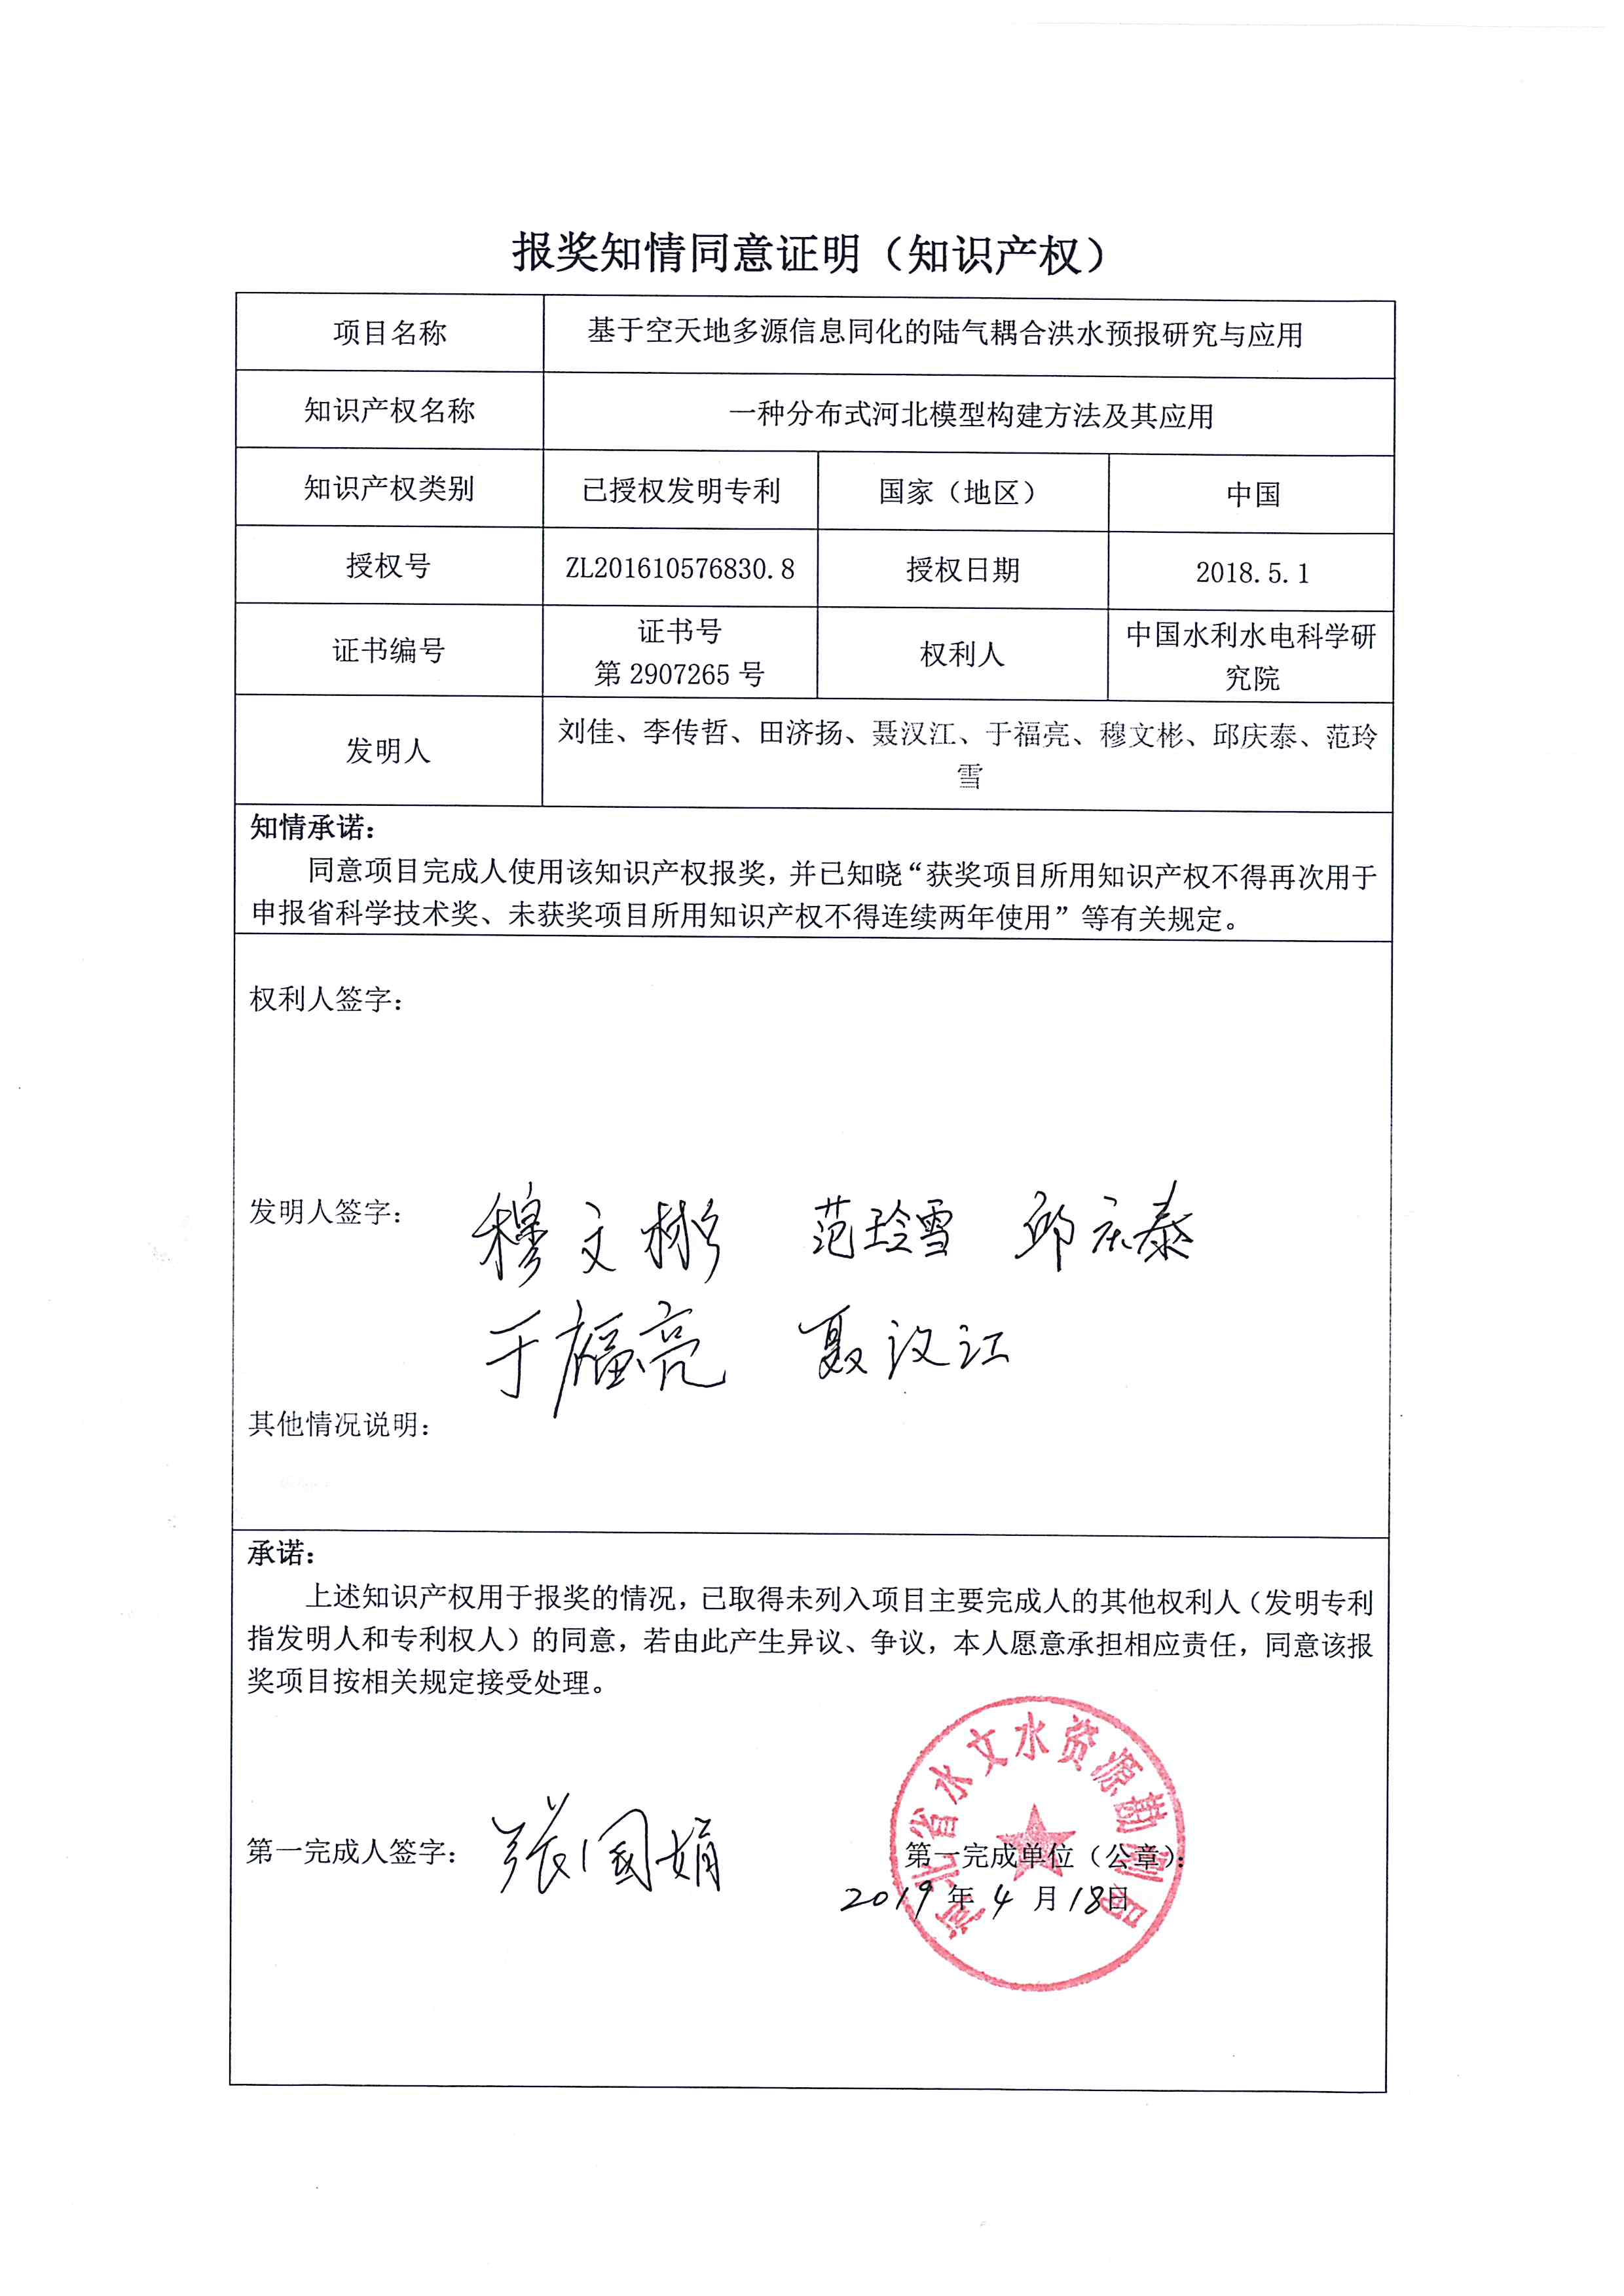 报奖知情同意证明（知识产权）
项目名称
基于空天地多源信息同化的陆气耦合洪水预报研究与应用
知识产权名称
一种分布式河北模型构建方法及其应用
知识产权类别
已授权发明专利
国家（地区）
中国
授权号
ZL201610576830.8
授权日期
2018.5.1
证书编号
证书号
第 2907265 号
权利人
中国水利水电科学研
究院
发明人
刘佳、李传哲、田济扬、聂汉江、于福亮、穆文彬、邱庆泰、范玲
雪
知情承诺：
同意项目完成人使用该知识产权报奖，并已知晓“获奖项目所用知识产权不得再次用于
申报省科学技术奖、未获奖项目所用知识产权不得连续两年使用”等有关规定。
权利人签字：
发明人签字：
穆文彬 范玲雪 邱庆泰
于福亮 聂汉江
其他情况说明：
承诺：
上述知识产权用于报奖的情况，已取得未列入项目主要完成人的其他权利人（发明专利
指发明人和专利权人）的同意，若由此产生异议、争议，本人愿意承担相应责任，同意该报
奖项目按相关规定接受处理。
第一完成人签字：
张国娟
河北省水文水资源勘测局
第一完成单位（公章）：
2019 年 4 月 18 日